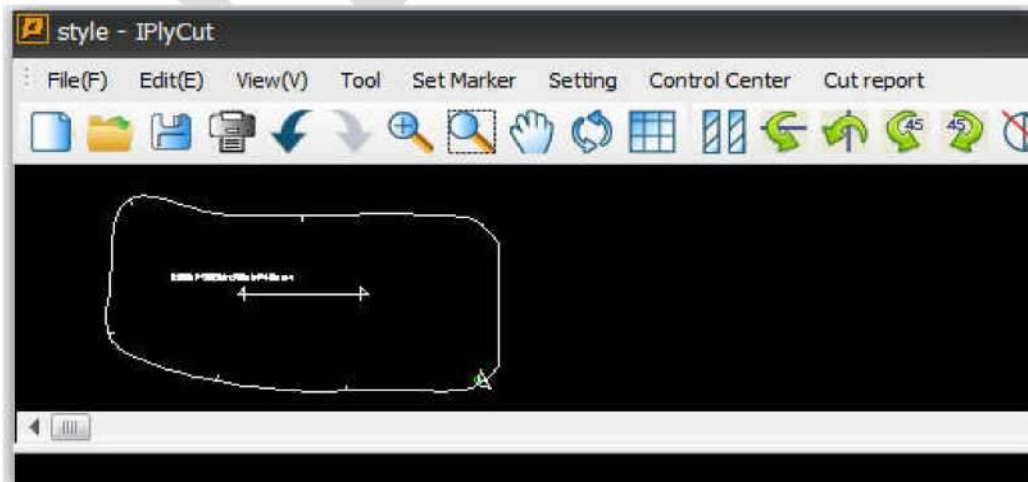 style - IPlyCut
File(F) Edit(E) View(V) Tool Set Marker Setting Control Center Cut report
45 45